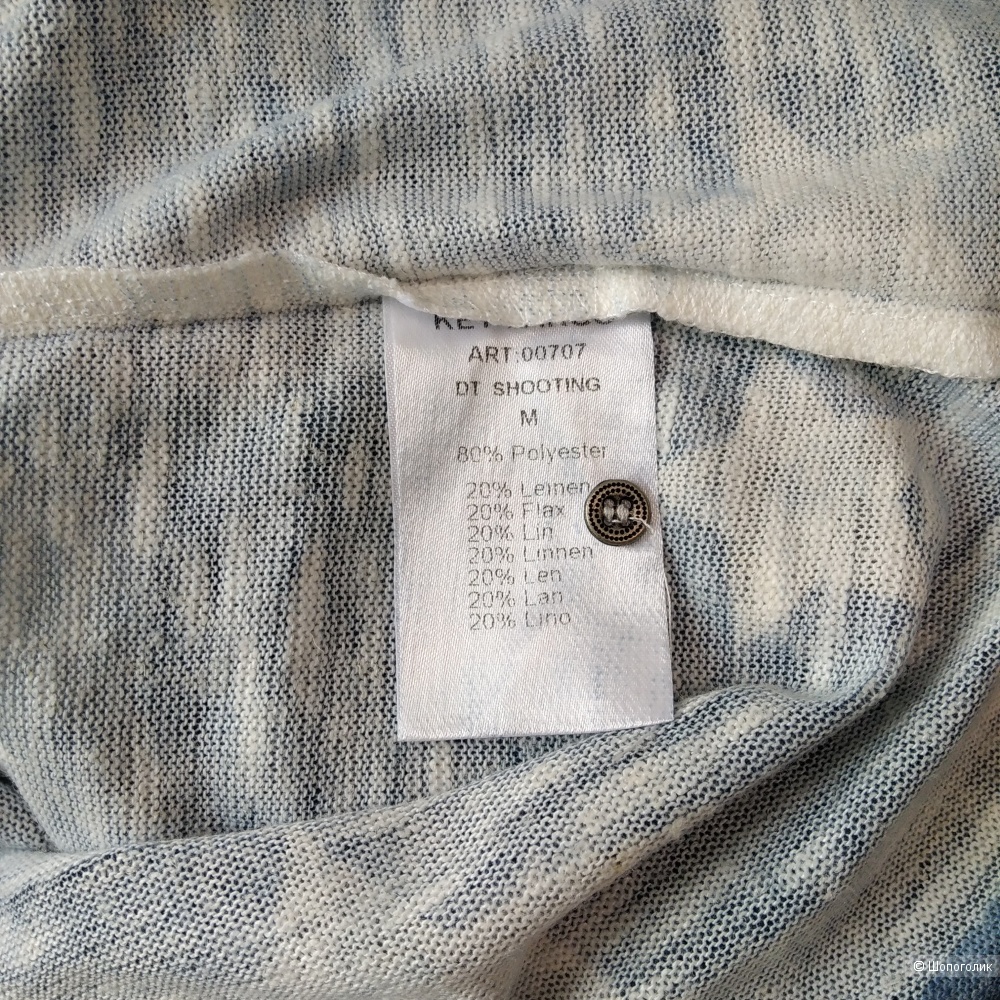 ART:00707
DT SHOOTING
M
80% Polyester
20% Leinen
20% Flax
20% Lin
20% Linnen
20% Len
20% Lan
20% Lino
© Шопоголик